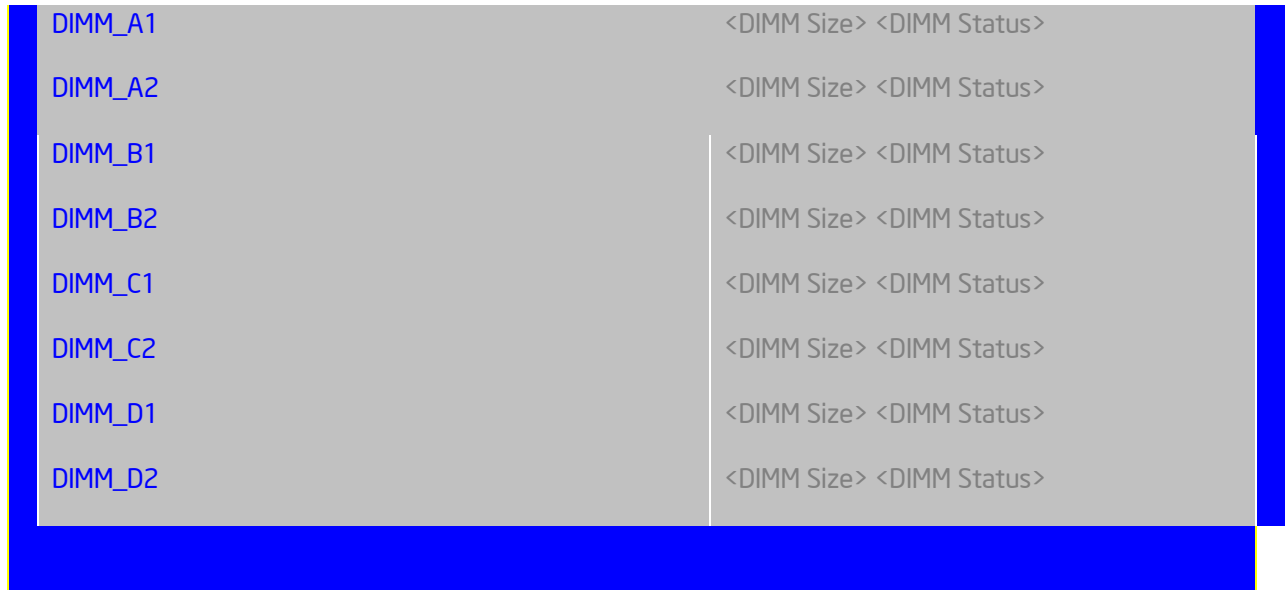 DIMM_A1 <DIMM Size> <DIMM Status>
DIMM_A2 <DIMM Size> <DIMM Status>
DIMM_B1 <DIMM Size> <DIMM Status>
DIMM_B2 <DIMM Size> <DIMM Status>
DIMM_C1 <DIMM Size> <DIMM Status>
DIMM_C2 <DIMM Size> <DIMM Status>
DIMM_D1 <DIMM Size> <DIMM Status>
DIMM_D2 <DIMM Size> <DIMM Status>